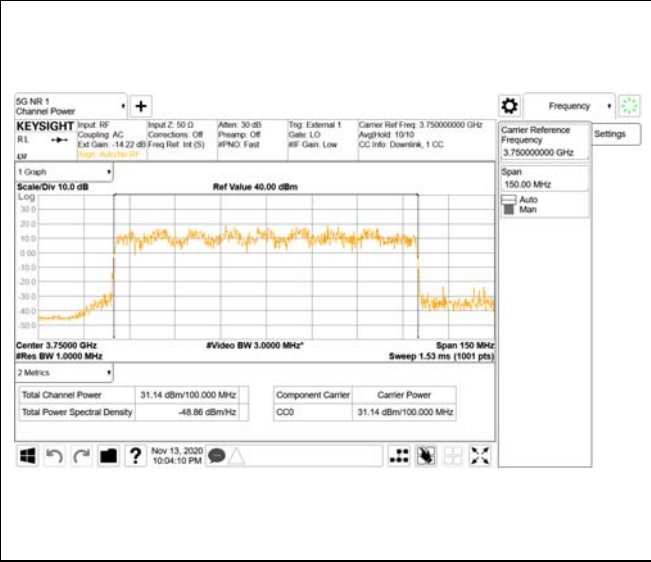 5G NR 1
Channel Power
Frequency
KEYSIGHT
RL
Input: RF
Coupling: AC
Ext Gain: -14.22 dB
Align: Auto/No RF
Input Z: 50 Ω
Corrections: Off
Freq Ref: Int (S)
Atten: 30 dB
Preamp: Off
#PNO: Fast
Trig: External 1
Gate: LO
#IF Gain: Low
Carrier Ref Freq: 3.750000000 GHz
Avg|Hold: 10/10
CC Info: Downlink, 1 CC
Carrier Reference
Frequency
3.750000000 GHz
Settings
Span
150.00 MHz
Auto
Man
1 Graph
Scale/Div 10.0 dB
Ref Value 40.00 dBm
Log
30.0
20.0
10.0
0.00
-10.0
-20.0
-30.0
-40.0
-50.0
Center 3.75000 GHz
#Video BW 3.0000 MHz*
Span 150 MHz
#Res BW 1.0000 MHz
Sweep 1.53 ms (1001 pts)
2 Metrics
Total Channel Power 31.14 dBm/100.000 MHz
Total Power Spectral Density -48.86 dBm/Hz
Component Carrier Carrier Power
CC0 31.14 dBm/100.000 MHz
Nov 13, 2020
10:04:10 PM